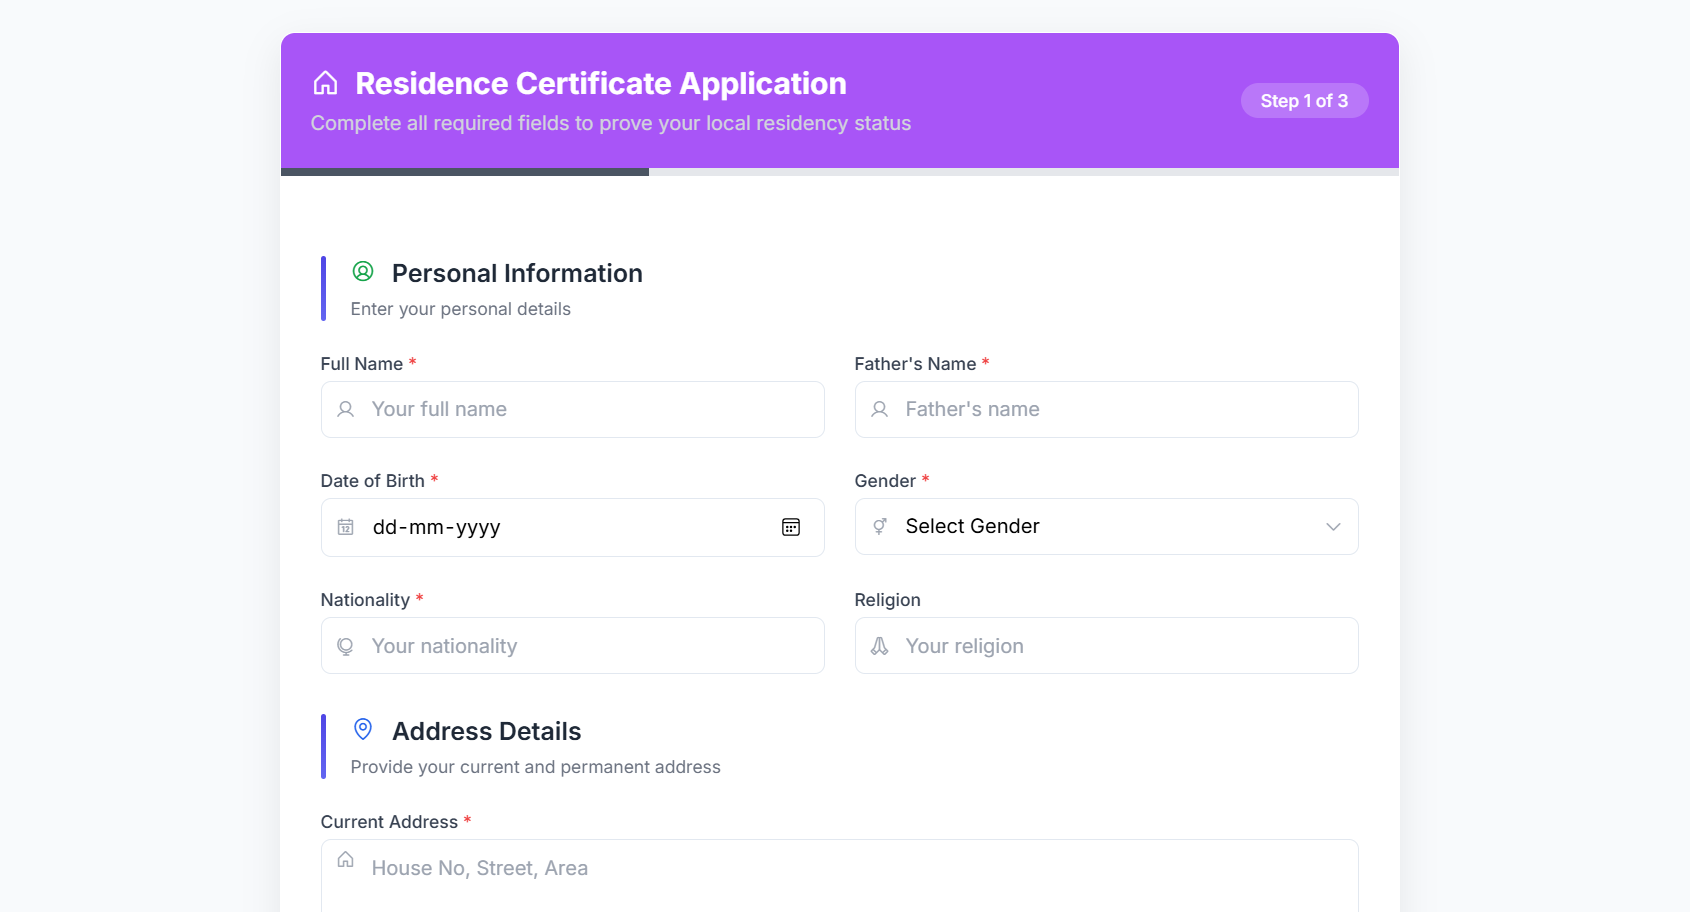 Residence Certificate Application
Complete all required fields to prove your local residency status
Step 1 of 3
Personal Information
Enter your personal details
Full Name *
Father's Name *
Your full name
Father's name
Date of Birth *
Gender *
12
dd-mm-yyyy
Select Gender
Nationality *
Religion
Your nationality
Your religion
Address Details
Provide your current and permanent address
Current Address *
House No, Street, Area